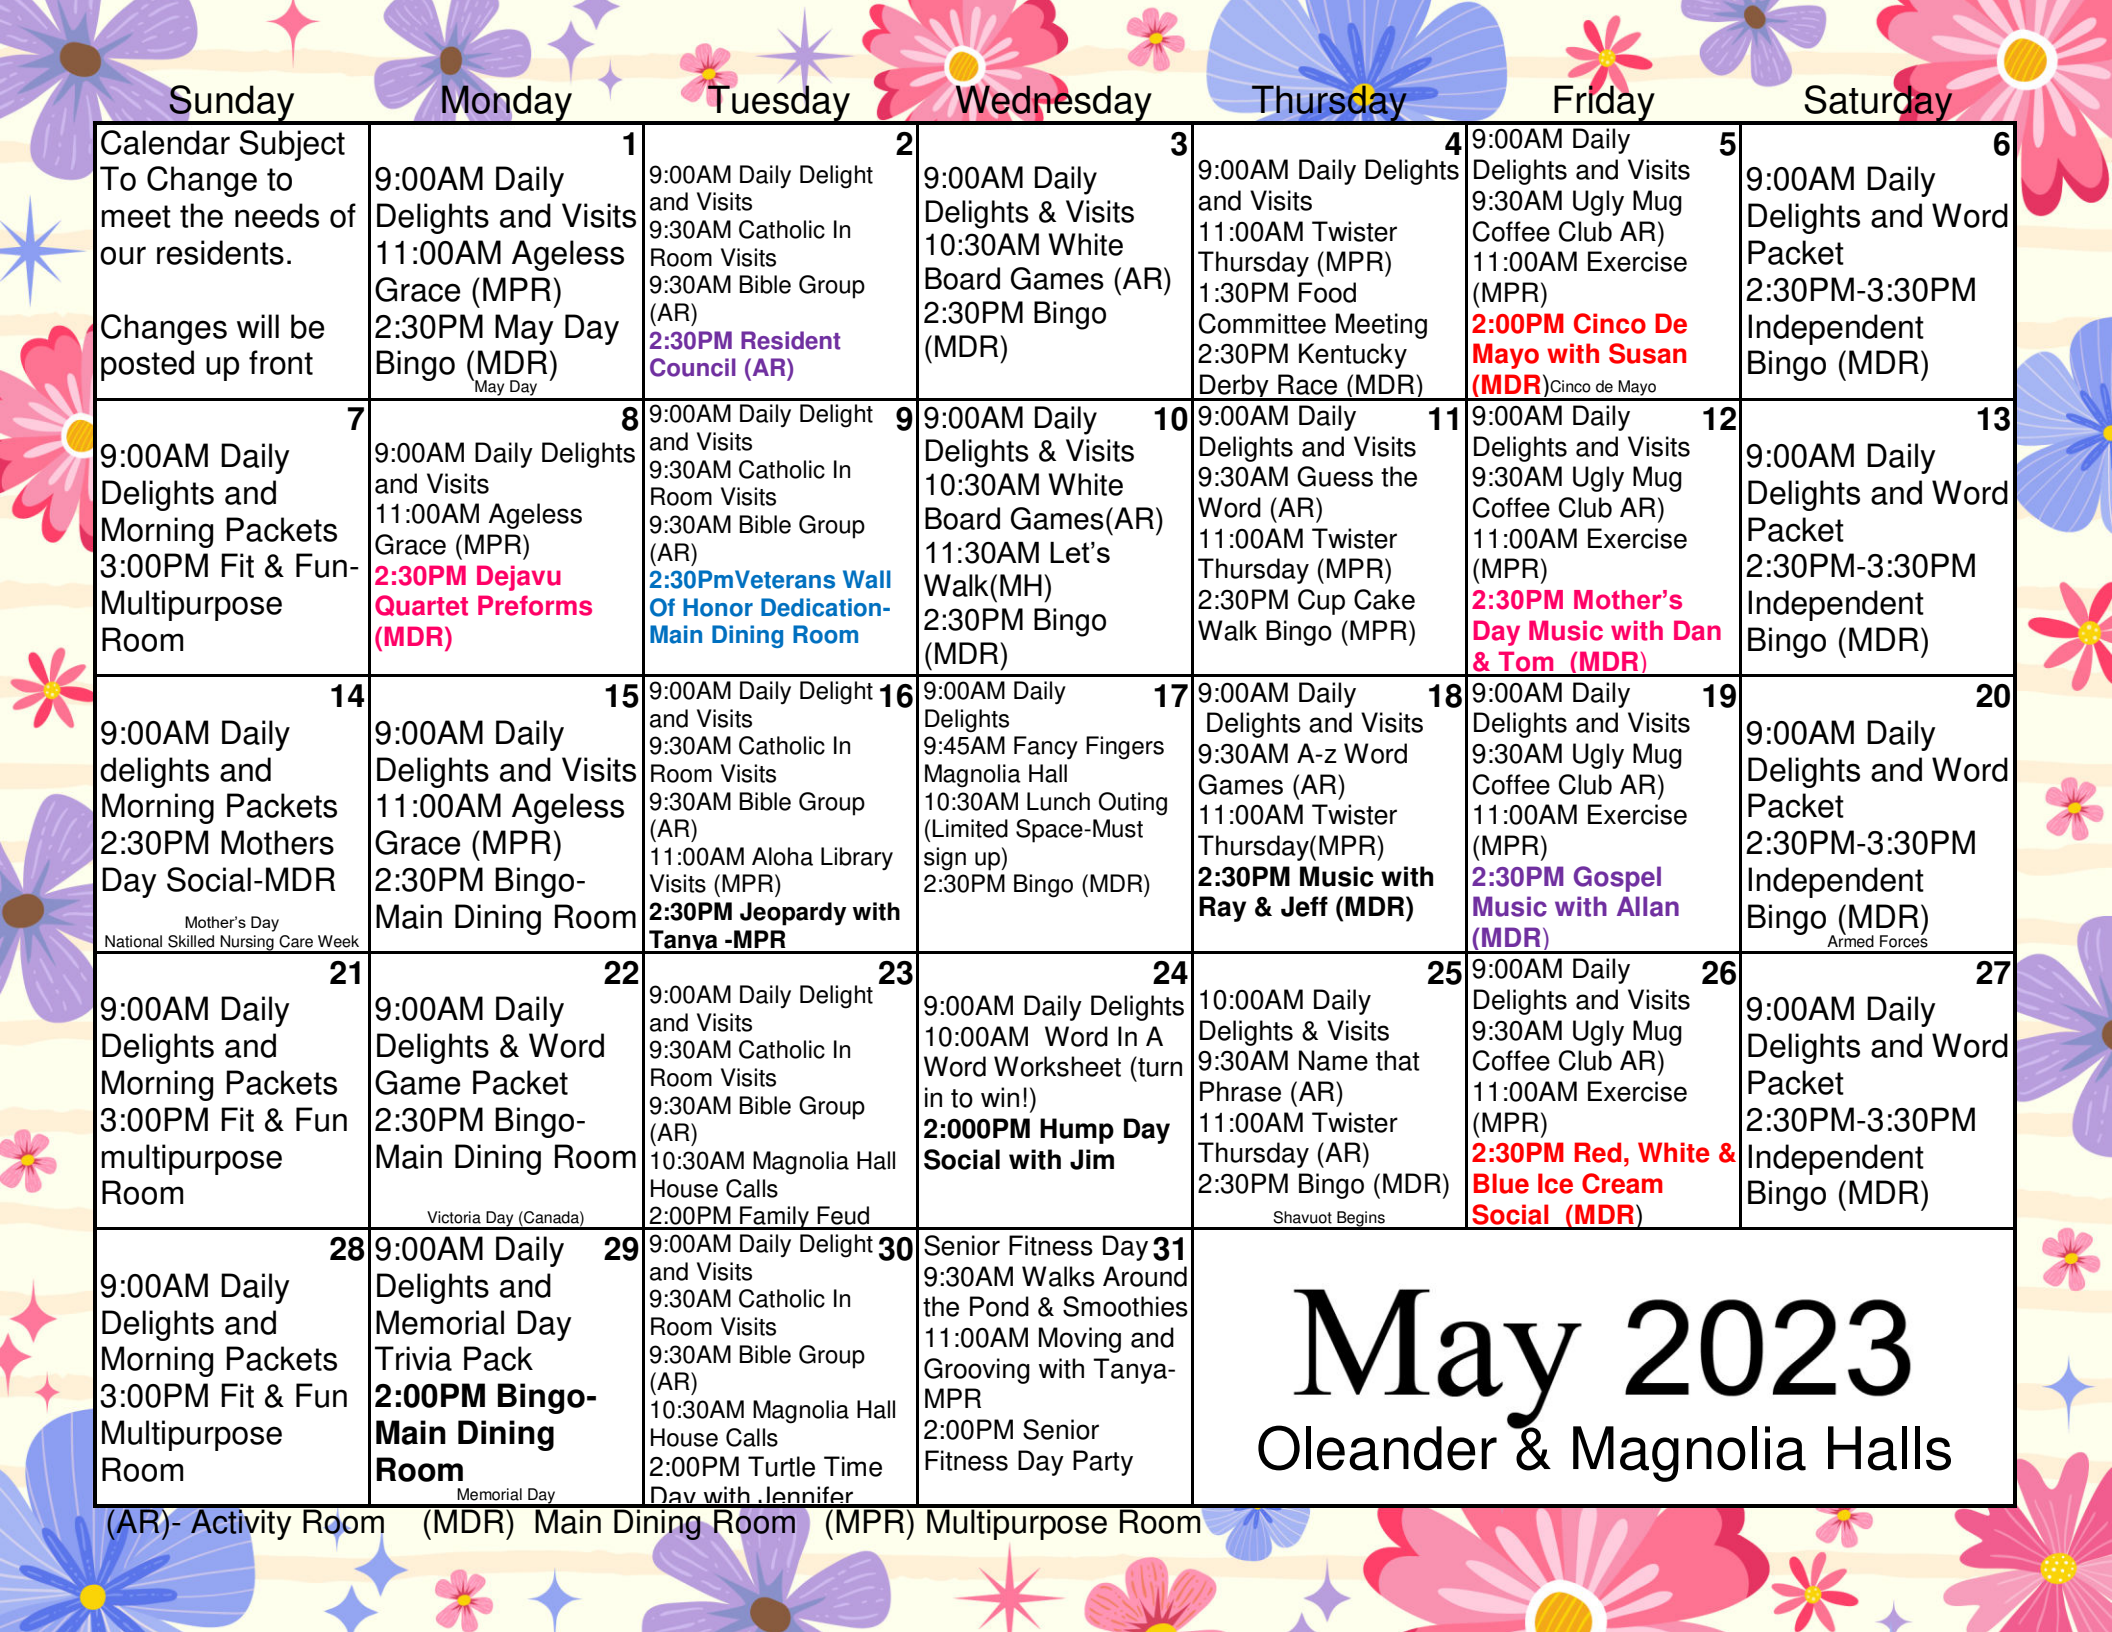 Sunday Monday Tuesday Wednesday Thursday Friday Saturday
Calendar Subject
To Change to
meet the needs of
our residents.
Changes will be
posted up front
1
9:00AM Daily
Delights and Visits
11:00AM Ageless
Grace (MPR)
2:30PM May Day
Bingo (MDR)
May Day
2
9:00AM Daily Delight
and Visits
9:30AM Catholic In
Room Visits
9:30AM Bible Group
(AR)
2:30PM Resident
Council (AR)
3
9:00AM Daily
Delights & Visits
10:30AM White
Board Games (AR)
2:30PM Bingo
(MDR)
4
9:00AM Daily Delights
and Visits
11:00AM Twister
Thursday (MPR)
1:30PM Food
Committee Meeting
2:30PM Kentucky
Derby Race (MDR)
9:00AM Daily 5
Delights and Visits
9:30AM Ugly Mug
Coffee Club AR)
11:00AM Exercise
(MPR)
2:00PM Cinco De
Mayo with Susan
(MDR)Cinco de Mayo
6
9:00AM Daily
Delights and Word
Packet
2:30PM-3:30PM
Independent
Bingo (MDR)
7
9:00AM Daily
Delights and
Morning Packets
3:00PM Fit & Fun-
Multipurpose
Room
8
9:00AM Daily Delights
and Visits
11:00AM Ageless
Grace (MPR)
2:30PM Dejavu
Quartet Preforms
(MDR)
9:00AM Daily Delight 9
and Visits
9:30AM Catholic In
Room Visits
9:30AM Bible Group
(AR)
2:30PmVeterans Wall
Of Honor Dedication-
Main Dining Room
9:00AM Daily 10
Delights & Visits
10:30AM White
Board Games(AR)
11:30AM Let’s
Walk(MH)
2:30PM Bingo
(MDR)
9:00AM Daily 11
Delights and Visits
9:30AM Guess the
Word (AR)
11:00AM Twister
Thursday (MPR)
2:30PM Cup Cake
Walk Bingo (MPR)
9:00AM Daily 12
Delights and Visits
9:30AM Ugly Mug
Coffee Club AR)
11:00AM Exercise
(MPR)
2:30PM Mother’s
Day Music with Dan
& Tom (MDR)
13
9:00AM Daily
Delights and Word
Packet
2:30PM-3:30PM
Independent
Bingo (MDR)
14
9:00AM Daily
delights and
Morning Packets
2:30PM Mothers
Day Social-MDR
Mother’s Day
National Skilled Nursing Care Week
15
9:00AM Daily
Delights and Visits
11:00AM Ageless
Grace (MPR)
2:30PM Bingo-
Main Dining Room
9:00AM Daily Delight 16
and Visits
9:30AM Catholic In
Room Visits
9:30AM Bible Group
(AR)
11:00AM Aloha Library
Visits (MPR)
2:30PM Jeopardy with
Tanya -MPR
9:00AM Daily 17
Delights
9:45AM Fancy Fingers
Magnolia Hall
10:30AM Lunch Outing
(Limited Space-Must
sign up)
2:30PM Bingo (MDR)
9:00AM Daily 18
Delights and Visits
9:30AM A-z Word
Games (AR)
11:00AM Twister
Thursday(MPR)
2:30PM Music with
Ray & Jeff (MDR)
9:00AM Daily 19
Delights and Visits
9:30AM Ugly Mug
Coffee Club AR)
11:00AM Exercise
(MPR)
2:30PM Gospel
Music with Allan
(MDR)
20
9:00AM Daily
Delights and Word
Packet
2:30PM-3:30PM
Independent
Bingo (MDR)
Armed Forces
21
9:00AM Daily
Delights and
Morning Packets
3:00PM Fit & Fun
multipurpose
Room
22
9:00AM Daily
Delights & Word
Game Packet
2:30PM Bingo-
Main Dining Room
Victoria Day (Canada)
23
9:00AM Daily Delight
and Visits
9:30AM Catholic In
Room Visits
9:30AM Bible Group
(AR)
10:30AM Magnolia Hall
House Calls
2:00PM Family Feud
24
9:00AM Daily Delights
10:00AM Word In A
Word Worksheet (turn
in to win!)
2:000PM Hump Day
Social with Jim
25
10:00AM Daily
Delights & Visits
9:30AM Name that
Phrase (AR)
11:00AM Twister
Thursday (AR)
2:30PM Bingo (MDR)
Shavuot Begins
9:00AM Daily 26
Delights and Visits
9:30AM Ugly Mug
Coffee Club AR)
11:00AM Exercise
(MPR)
2:30PM Red, White &
Blue Ice Cream
Social (MDR)
27
9:00AM Daily
Delights and Word
Packet
2:30PM-3:30PM
Independent
Bingo (MDR)
28
9:00AM Daily
Delights and
Morning Packets
3:00PM Fit & Fun
Multipurpose
Room
9:00AM Daily 29
Delights and
Memorial Day
Trivia Pack
2:00PM Bingo-
Main Dining
Room
Memorial Day
9:00AM Daily Delight 30
and Visits
9:30AM Catholic In
Room Visits
9:30AM Bible Group
(AR)
10:30AM Magnolia Hall
House Calls
2:00PM Turtle Time
Day with Jennifer
Senior Fitness Day 31
9:30AM Walks Around
the Pond & Smoothies
11:00AM Moving and
Grooving with Tanya-
MPR
2:00PM Senior
Fitness Day Party
May 2023
Oleander & Magnolia Halls
(AR)- Activity Room (MDR) Main Dining Room (MPR) Multipurpose Room